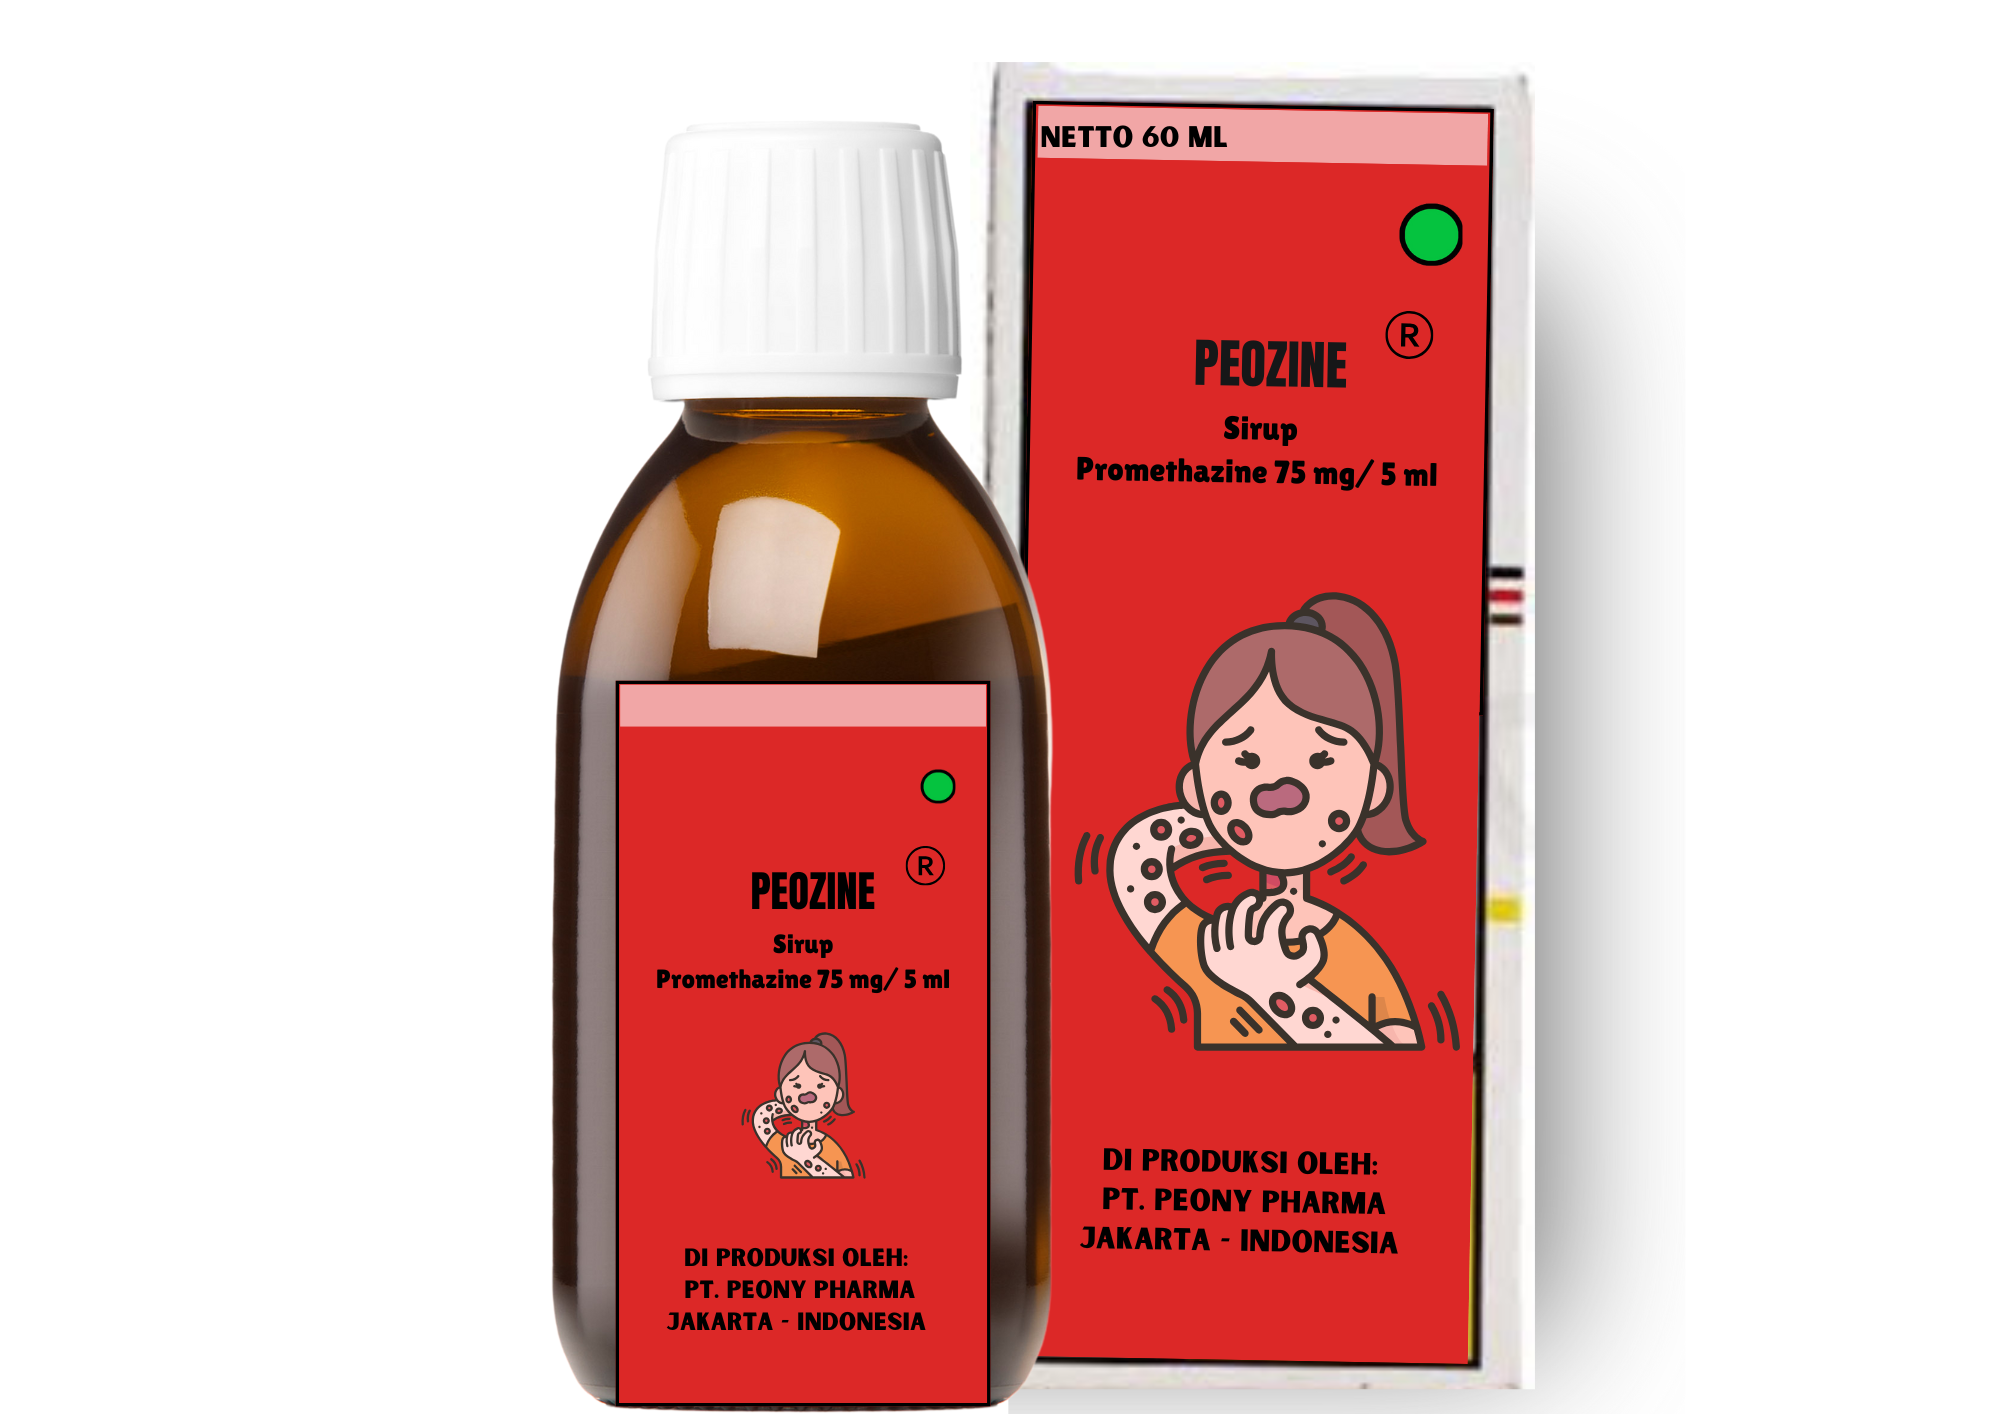 NETTO 60 ML
PEOZINE ®
Sirup
Promethazine 75 mg/ 5 ml
DI PRODUKSI OLEH:
PT. PEONY PHARMA
JAKARTA - INDONESIA
PEOZINE ®
Sirup
Promethazine 75 mg/ 5 ml
DI PRODUKSI OLEH:
PT. PEONY PHARMA
JAKARTA - INDONESIA